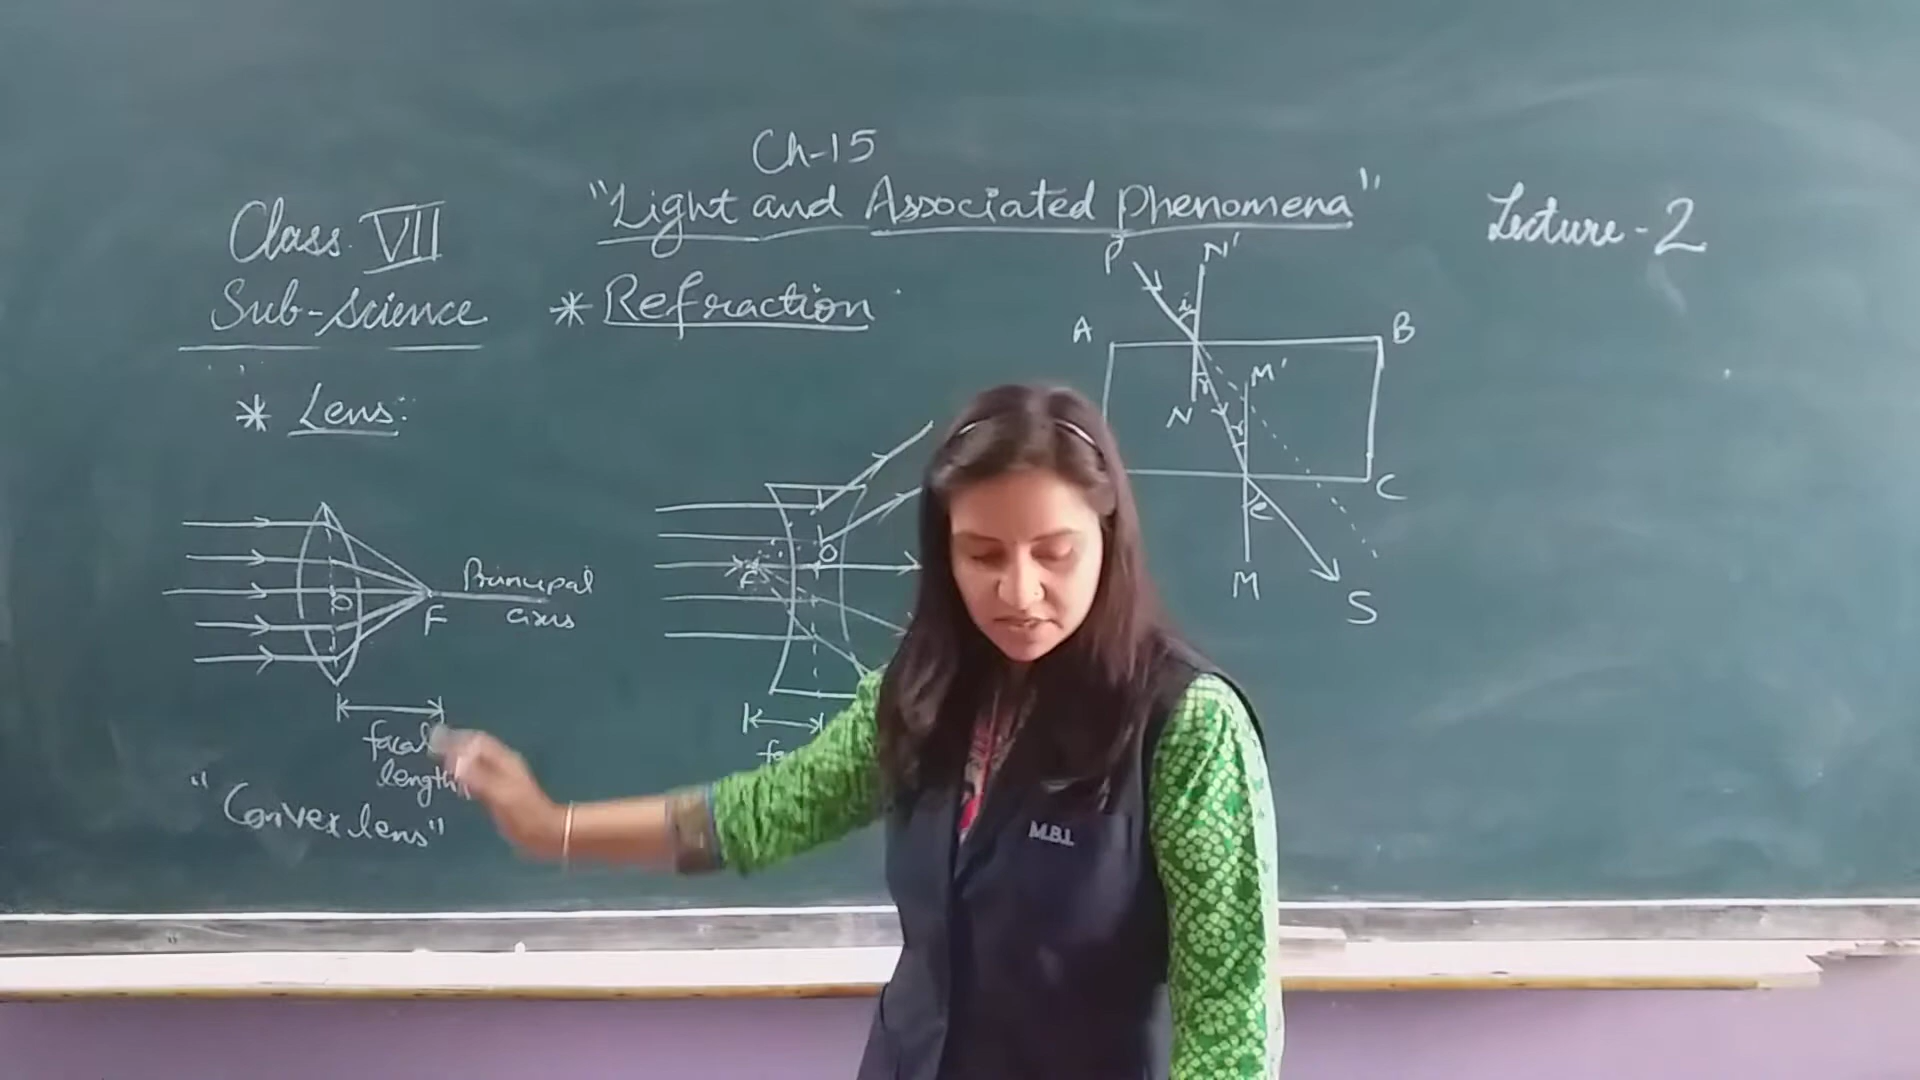 Ch-15
"Light and Associated Phenomena"
Lecture-2
Class VII
Sub-science
* Refraction
* Lens:
P N'
i
A B
r M'
N r
C
e
M S
O F
Principal
axis
focal
length
"Convex lens"
F O
M.B.I.